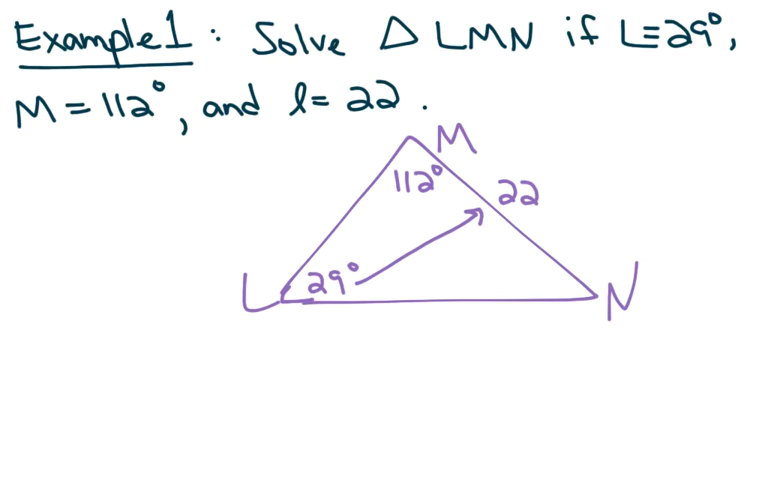 Example 1: Solve △ LMN if L=29°,
M = 112°, and l = 22.
M
112°
22
29°
L
N